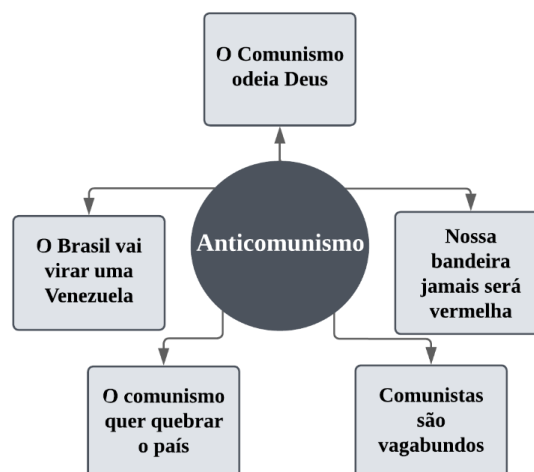 O Comunismo
odeia Deus
Anticomunismo
O Brasil vai
virar uma
Venezuela
Nossa
bandeira
jamais será
vermelha
O comunismo
quer quebrar
o país
Comunistas
são
vagabundos